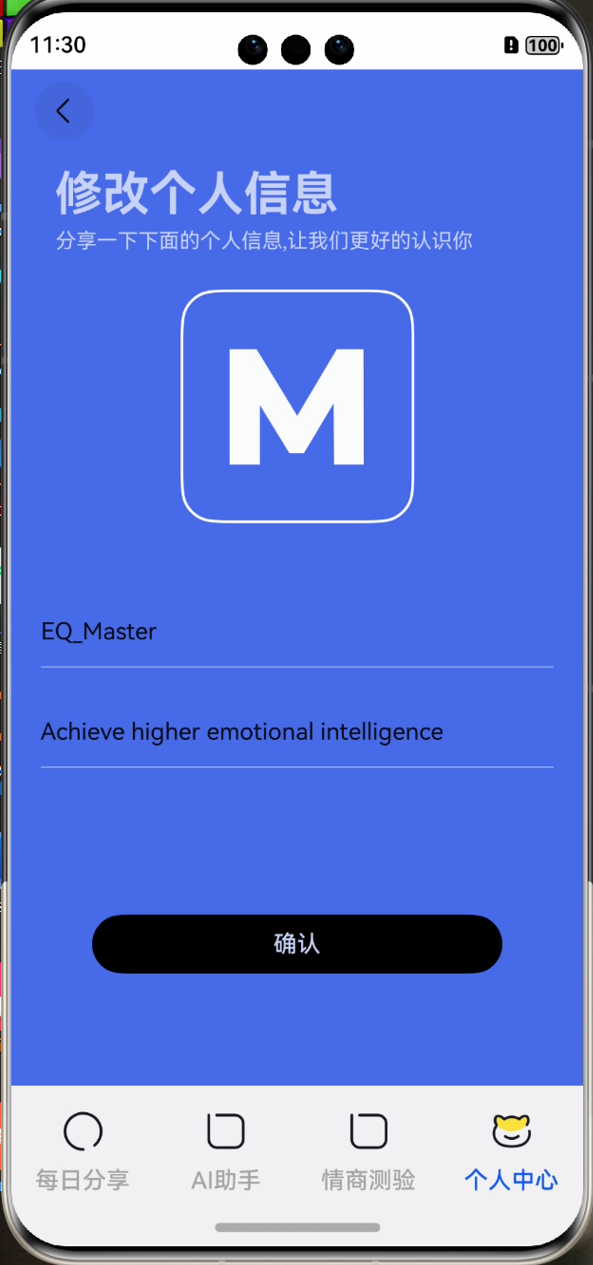 11:30
100
修改个人信息
分享一下下面的个人信息,让我们更好的认识你
M
EQ_Master
Achieve higher emotional intelligence
确认
每日分享 AI助手 情商测验 个人中心